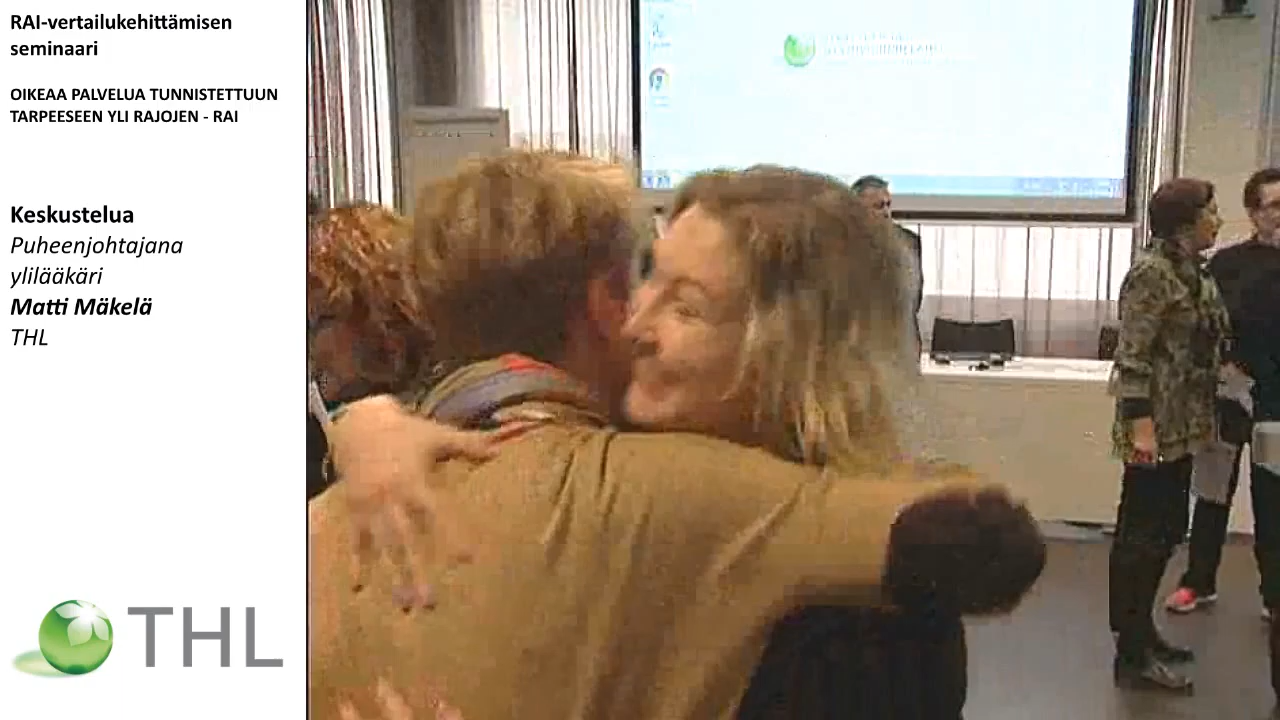 RAI-vertailukehittämisen
seminaari
OIKEAA PALVELUA TUNNISTETTUUN
TARPEESEEN YLI RAJOJEN - RAI
Keskustelua
Puheenjohtajana
ylilääkäri
Matti Mäkelä
THL
THL